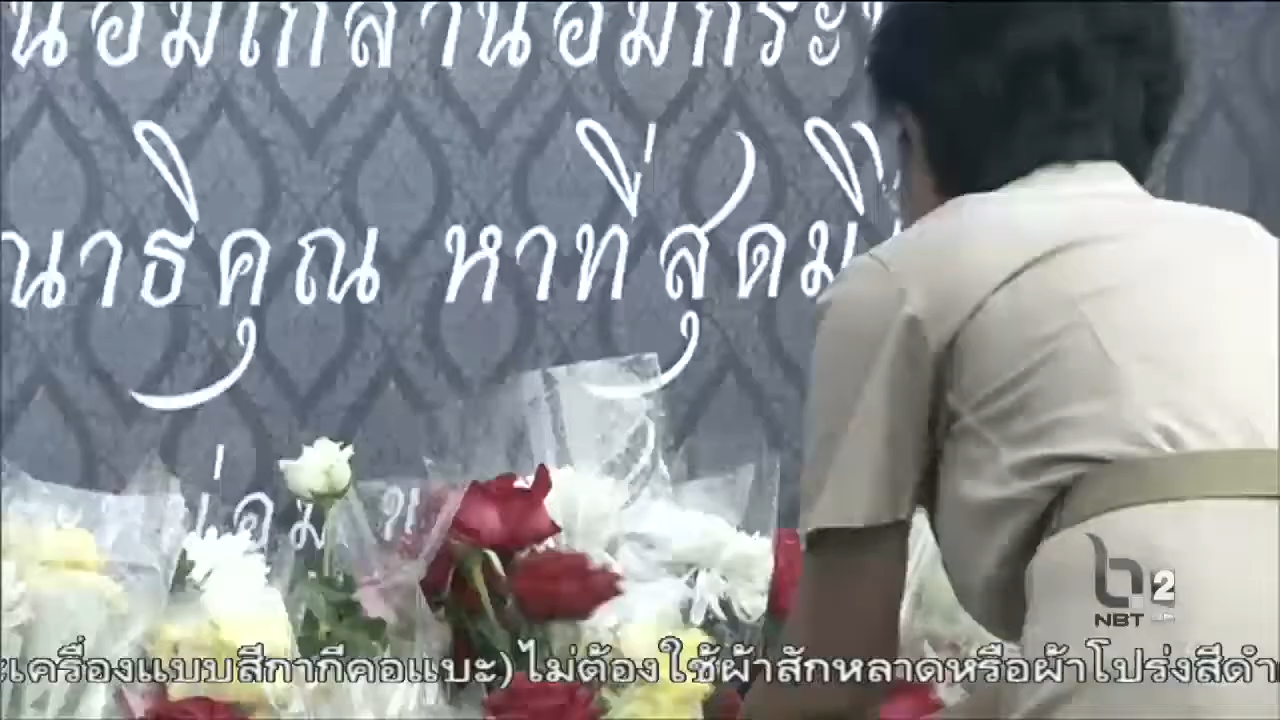 น้อมเกล้าน้อมกระ
นาธิคุณ หาที่สุดมิ
NBT 2
ะเครื่องแบบสีกากีคอแบะ) ไม่ต้องใช้ผ้าสักหลาดหรือผ้าโปร่งสีดำ